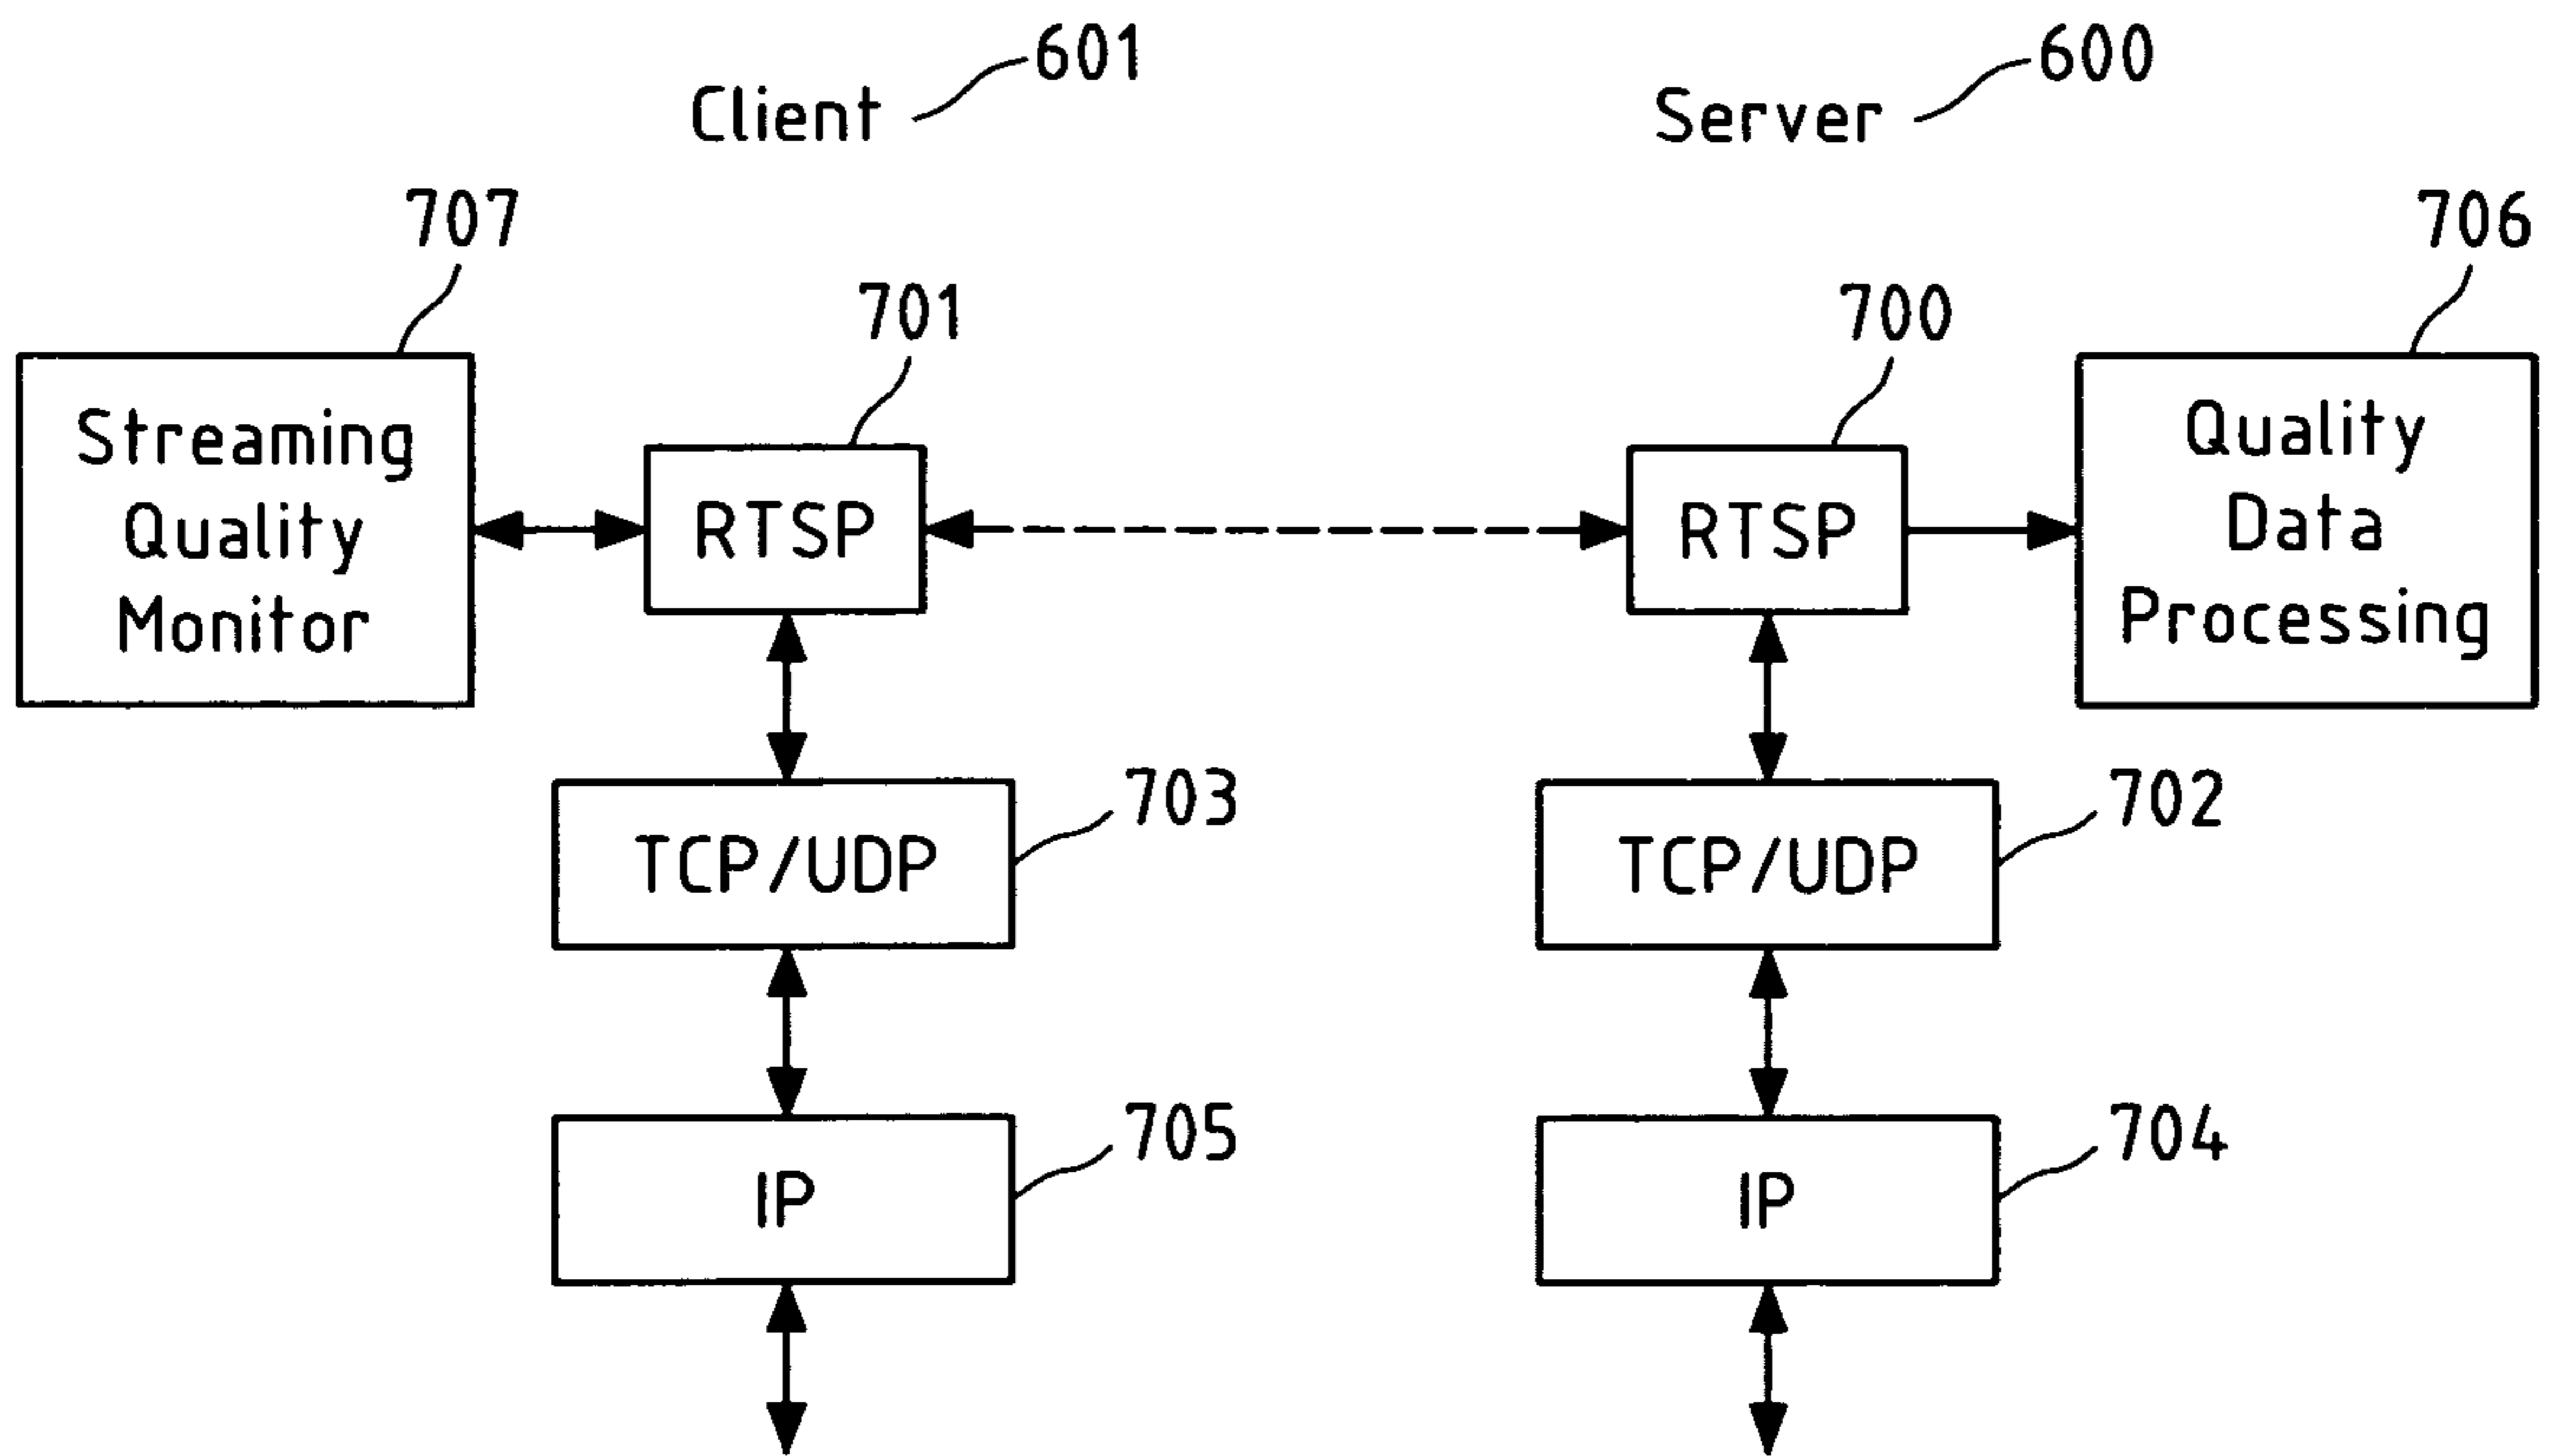 601
600
Client
Server
707
706
701
700
Streaming
Quality
Monitor
RTSP
RTSP
Quality
Data
Processing
703
702
TCP/UDP
TCP/UDP
705
704
IP
IP